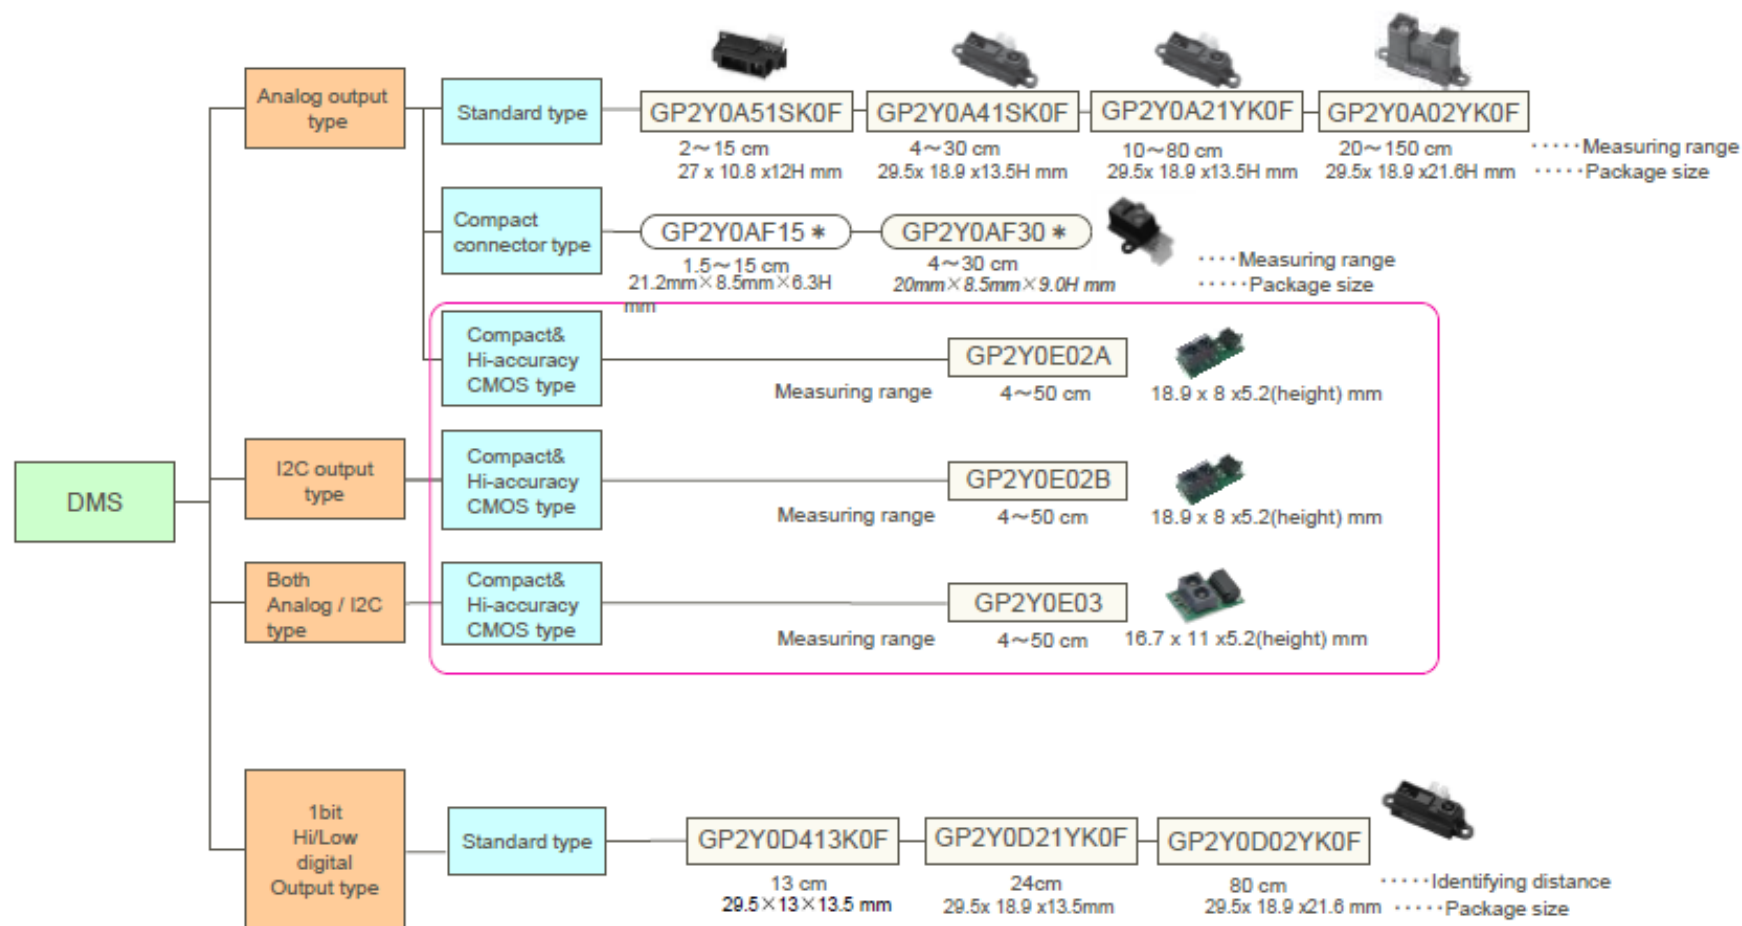 Analog output
type
Standard type
GP2Y0A51SK0F
GP2Y0A41SK0F
GP2Y0A21YK0F
GP2Y0A02YK0F
2～15 cm
4～30 cm
10～80 cm
20～150 cm
·····Measuring range
27 x 10.8 x12H mm
29.5x 18.9 x13.5H mm
29.5x 18.9 x13.5H mm
29.5x 18.9 x21.6H mm
·····Package size
Compact
connector type
GP2Y0AF15＊
GP2Y0AF30＊
1.5～15 cm
4～30 cm
····Measuring range
21.2mm×8.5mm×6.3H
mm
20mm×8.5mm×9.0H mm
·····Package size
Compact&
Hi-accuracy
CMOS type
GP2Y0E02A
Measuring range
4～50 cm
18.9 x 8 x5.2(height) mm
DMS
I2C output
type
Compact&
Hi-accuracy
CMOS type
GP2Y0E02B
Measuring range
4～50 cm
18.9 x 8 x5.2(height) mm
Both
Analog / I2C
type
Compact&
Hi-accuracy
CMOS type
GP2Y0E03
Measuring range
4～50 cm
16.7 x 11 x5.2(height) mm
1bit
Hi/Low
digital
Output type
Standard type
GP2Y0D413K0F
GP2Y0D21YK0F
GP2Y0D02YK0F
13 cm
24cm
80 cm
·····Identifying distance
29.5×13×13.5 mm
29.5x 18.9 x13.5mm
29.5x 18.9 x21.6 mm
·····Package size